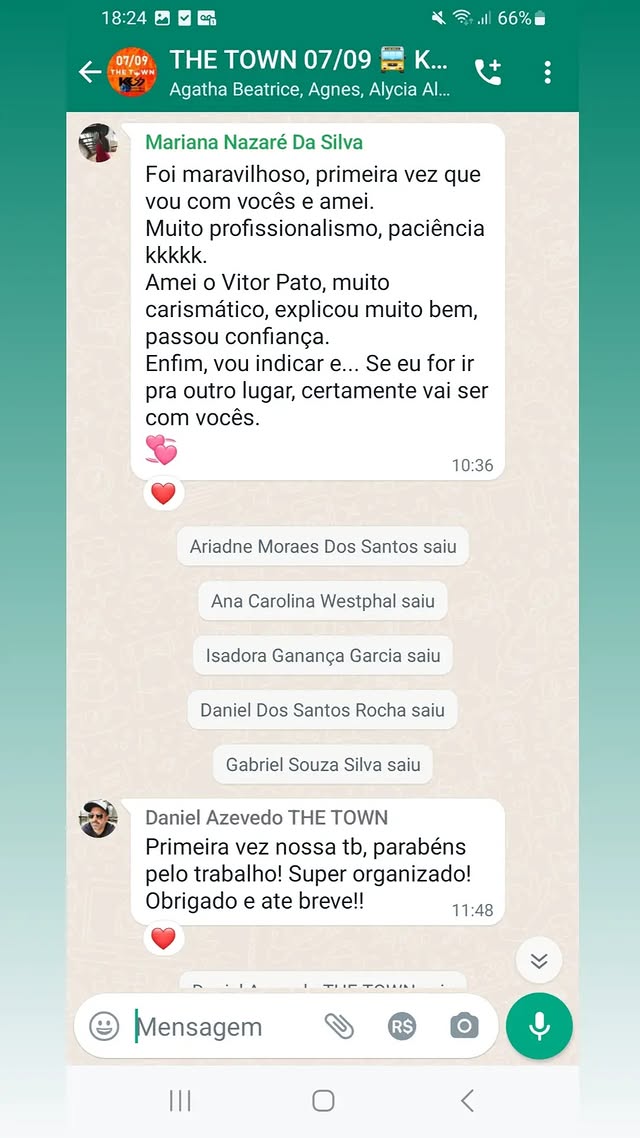 18:24
66%
07/09
THE TOWN
THE TOWN 07/09 🚌 K...
Agatha Beatrice, Agnes, Alycia Al...
Mariana Nazaré Da Silva
Foi maravilhoso, primeira vez que
vou com vocês e amei.
Muito profissionalismo, paciência
kkkkk.
Amei o Vitor Pato, muito
carismático, explicou muito bem,
passou confiança.
Enfim, vou indicar e... Se eu for ir
pra outro lugar, certamente vai ser
com vocês.
💞
10:36
❤️
Ariadne Moraes Dos Santos saiu
Ana Carolina Westphal saiu
Isadora Ganança Garcia saiu
Daniel Dos Santos Rocha saiu
Gabriel Souza Silva saiu
Daniel Azevedo THE TOWN
Primeira vez nossa tb, parabéns
pelo trabalho! Super organizado!
Obrigado e ate breve!!
11:48
❤️
Daniel Azevedo THE TOWN saiu
Mensagem
R$